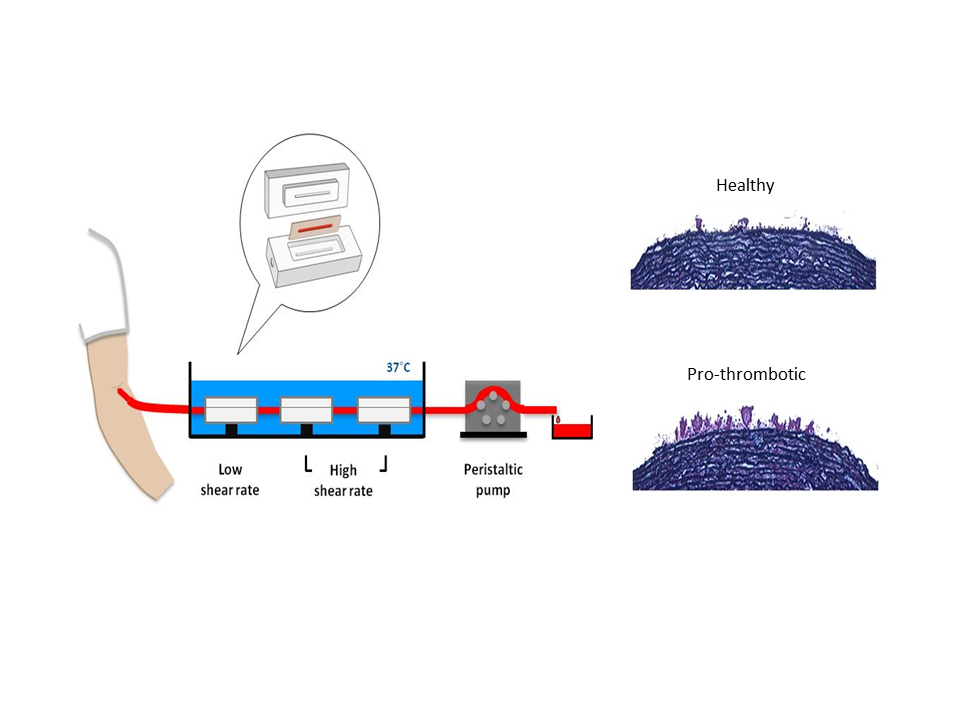 Healthy
Pro-thrombotic
37°C
Low
shear rate
High
shear rate
Peristaltic
pump